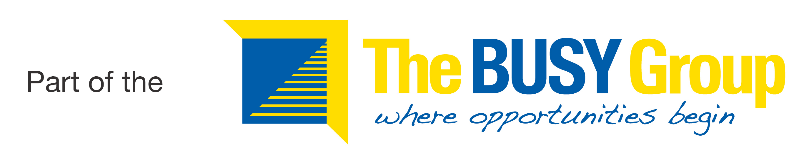 Part of the
The BUSY Group
where opportunities begin